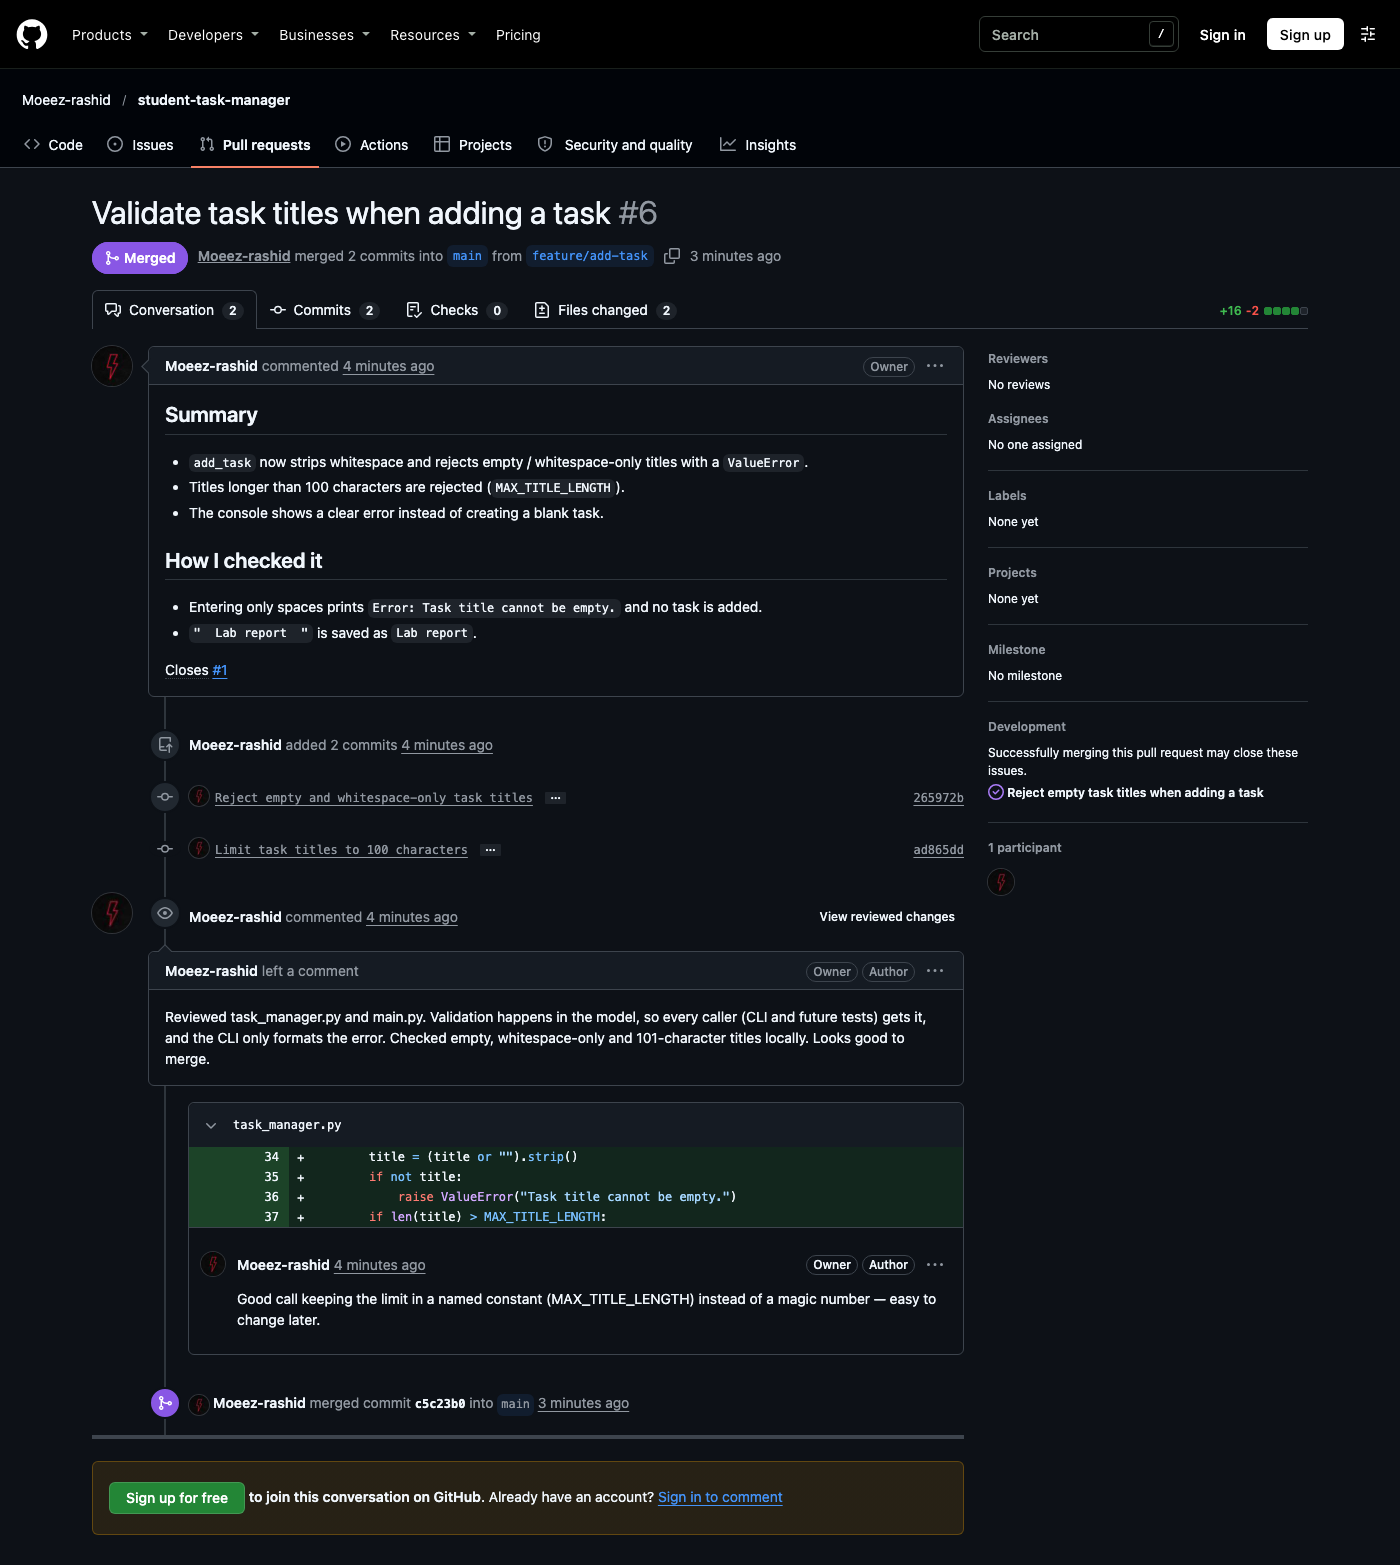 Products Developers Businesses Resources Pricing Search / Sign in Sign up
Moeez-rashid / student-task-manager
Code Issues Pull requests Actions Projects Security and quality Insights
Validate task titles when adding a task #6
Merged Moeez-rashid merged 2 commits into main from feature/add-task 3 minutes ago
Conversation 2 Commits 2 Checks 0 Files changed 2 +16 -2
Moeez-rashid commented 4 minutes ago Owner ...
Summary
• add_task now strips whitespace and rejects empty / whitespace-only titles with a ValueError.
• Titles longer than 100 characters are rejected (MAX_TITLE_LENGTH).
• The console shows a clear error instead of creating a blank task.
How I checked it
• Entering only spaces prints Error: Task title cannot be empty. and no task is added.
• "  Lab report  " is saved as Lab report.
Closes #1
Moeez-rashid added 2 commits 4 minutes ago
Reject empty and whitespace-only task titles ... 265972b
Limit task titles to 100 characters ... ad865dd
Moeez-rashid commented 4 minutes ago View reviewed changes
Moeez-rashid left a comment Owner Author ...
Reviewed task_manager.py and main.py. Validation happens in the model, so every caller (CLI and future tests) gets it,
and the CLI only formats the error. Checked empty, whitespace-only and 101-character titles locally. Looks good to
merge.
task_manager.py
34 + title = (title or "").strip()
35 + if not title:
36 + raise ValueError("Task title cannot be empty.")
37 + if len(title) > MAX_TITLE_LENGTH:
Moeez-rashid 4 minutes ago Owner Author ...
Good call keeping the limit in a named constant (MAX_TITLE_LENGTH) instead of a magic number — easy to
change later.
Moeez-rashid merged commit c5c23b0 into main 3 minutes ago
Sign up for free to join this conversation on GitHub. Already have an account? Sign in to comment
Reviewers
No reviews
Assignees
No one assigned
Labels
None yet
Projects
None yet
Milestone
No milestone
Development
Successfully merging this pull request may close these
issues.
Reject empty task titles when adding a task
1 participant